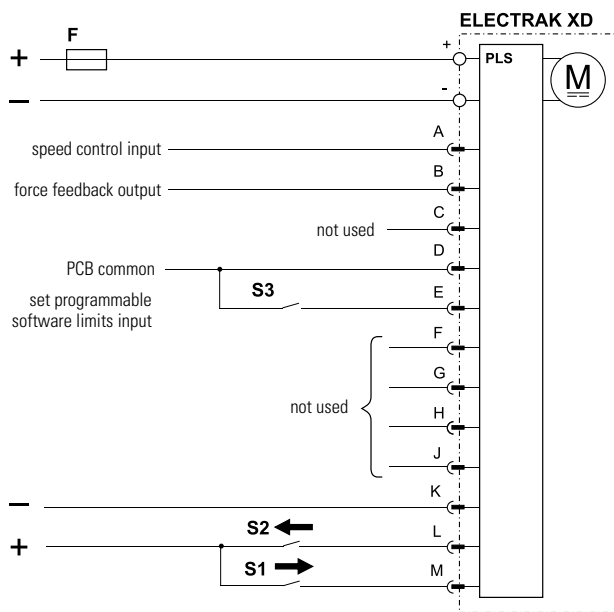 ELECTRAK XD
F
+
+
PLS
M
–
-
A
speed control input
B
force feedback output
C
not used
D
PCB common
S3
E
set programmable
software limits input
F
G
not used
H
J
K
–
S2
L
+
S1
M